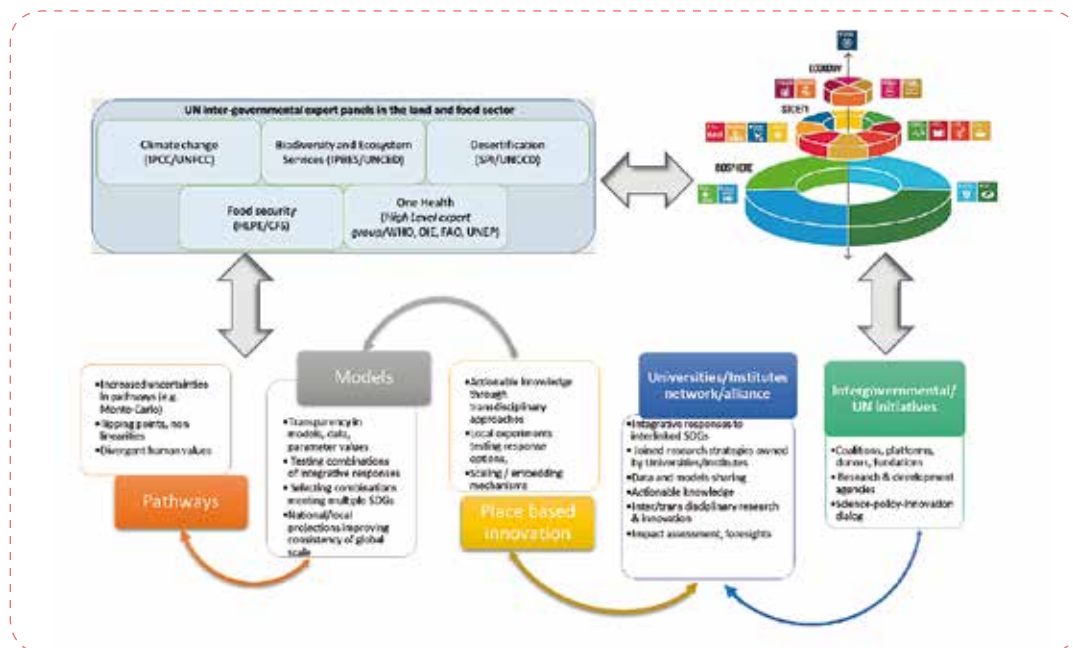 UN inter-governmental expert panels in the land and food sector
Climate change
(IPCC/UNFCC)
Biodiversity and Ecosystem
Services (IPBES/UNCBD)
Desertification
(SPI/UNCCD)
Food security
(HLPE/CFS)
One Health
(High Level expert
group/WHO, OIE, FAO, UNEP)
ECONOMY
SOCIETY
BIOSPHERE
•Increased uncertainties
in pathways (e.g.
Monte-Carlo)
•Tipping points, non
linearities
•Divergent human values
Pathways
Models
•Transparency in
models, data,
parameter values
•Testing combinations
of integrative responses
•Selecting combinations
meeting multiple SDGs
•National/local
projections improving
consistency of global
scale
•Actionable knowledge
through
transdisciplinary
approaches
•Local experiments
testing response
options,
•Scaling / embedding
mechanisms
Place based
innovation
Universities/Institutes
network/alliance
•Integrative responses to
interlinked SDGs
•Joined research strategies owned
by Universities/Institutes
•Data and models sharing
•Actionable knowledge
•Inter/trans disciplinary research
& innovation
•Impact assessment, foresights
Intergovernmental/
UN initiatives
•Coalitions, platforms,
donors, fundations
•Research & development
agencies
•Science-policy-innovation
dialog